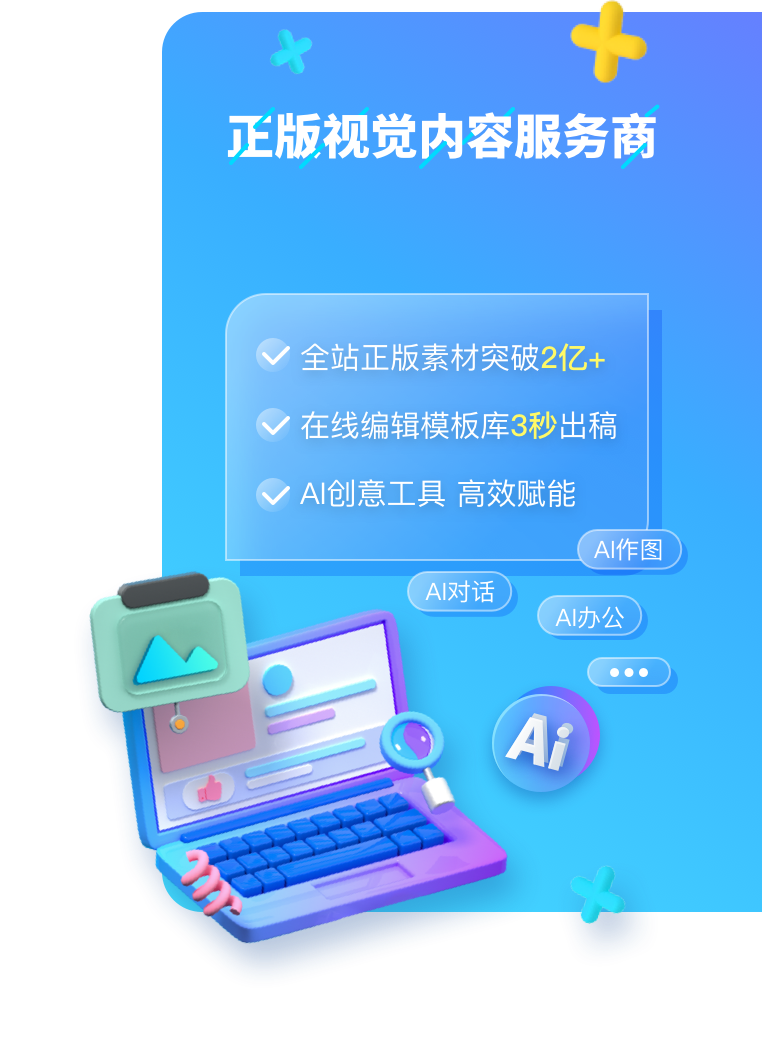 正版视觉内容服务商
全站正版素材突破2亿+
在线编辑模板库3秒出稿
AI创意工具 高效赋能
AI作图
AI对话
AI办公
•••
Ai